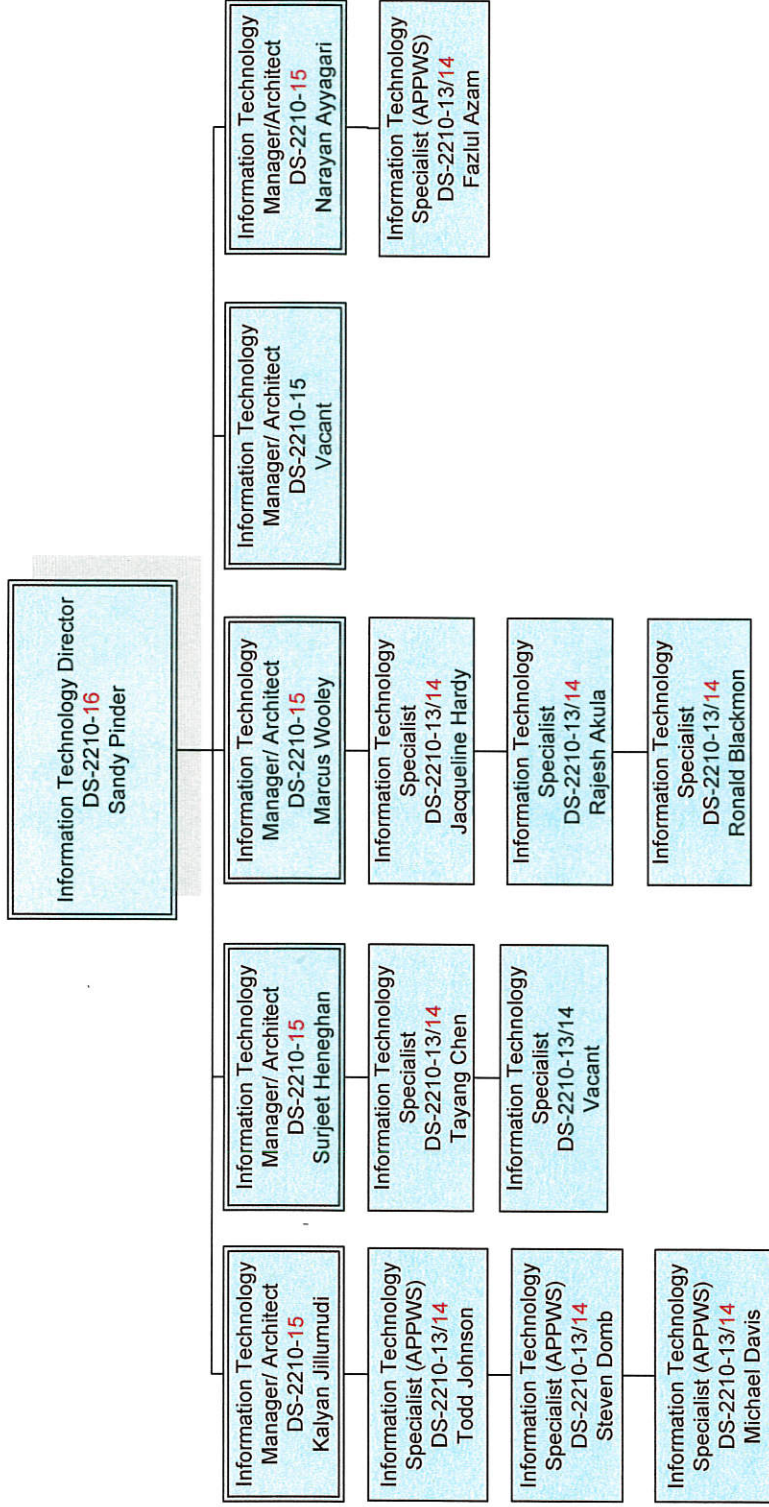 Information Technology Director
DS-2210-16
Sandy Pinder
Information Technology
Manager/ Architect
DS-2210-15
Kalyan Jillumudi
Information Technology
Specialist (APPWS)
DS-2210-13/14
Todd Johnson
Information Technology
Specialist (APPWS)
DS-2210-13/14
Steven Domb
Information Technology
Specialist (APPWS)
DS-2210-13/14
Michael Davis
Information Technology
Manager/ Architect
DS-2210-15
Surjeet Heneghan
Information Technology
Specialist
DS-2210-13/14
Tayang Chen
Information Technology
Specialist
DS-2210-13/14
Vacant
Information Technology
Manager/ Architect
DS-2210-15
Marcus Wooley
Information Technology
Specialist
DS-2210-13/14
Jacqueline Hardy
Information Technology
Specialist
DS-2210-13/14
Rajesh Akula
Information Technology
Specialist
DS-2210-13/14
Ronald Blackmon
Information Technology
Manager/ Architect
DS-2210-15
Vacant
Information Technology
Manager/Architect
DS-2210-15
Narayan Ayyagari
Information Technology
Specialist (APPWS)
DS-2210-13/14
Fazlul Azam